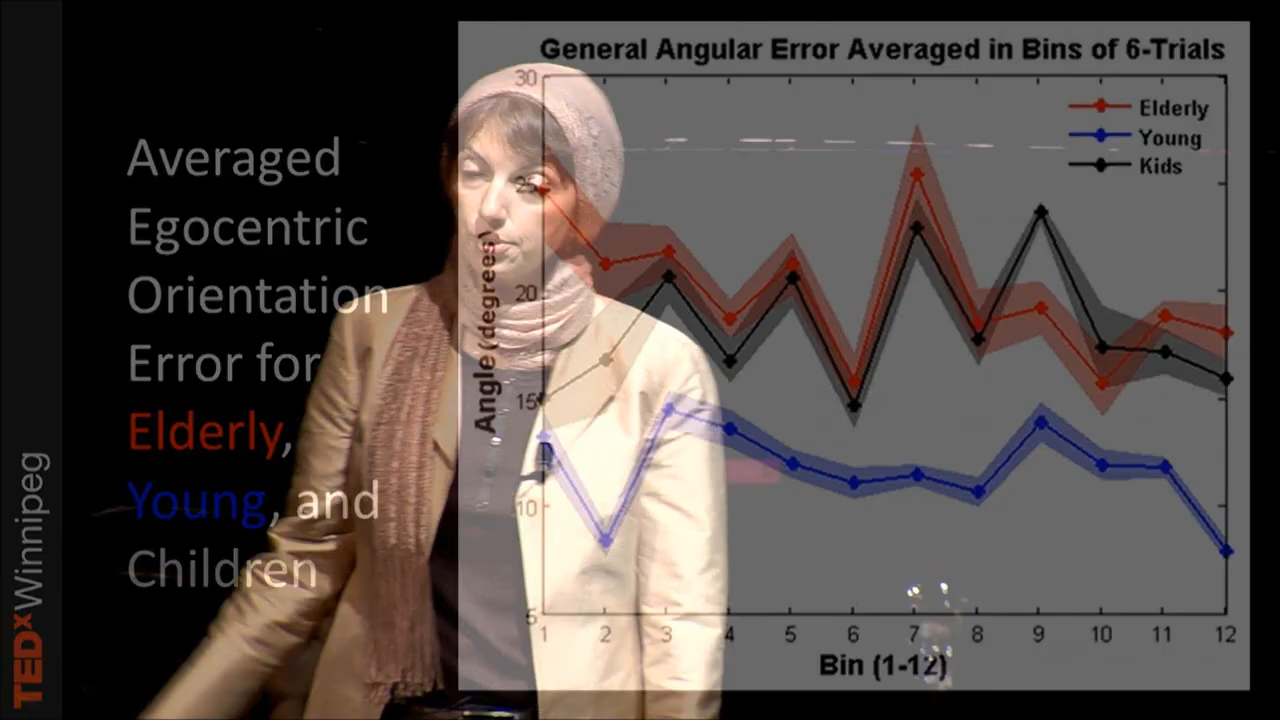 Averaged
Egocentric
Orientation
Error for
Elderly,
Young, and
Children
TEDxWinnipeg
General Angular Error Averaged in Bins of 6-Trials
Elderly
Young
Kids
Angle (degrees)
30
25
20
15
10
5
1 2 3 4 5 6 7 8 9 10 11 12
Bin (1-12)